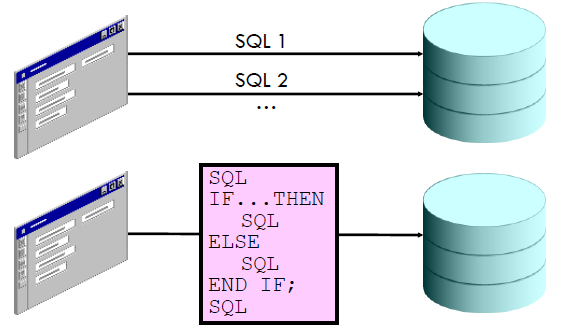 SQL 1
SQL 2
...
SQL
IF...THEN
SQL
ELSE
SQL
END IF;
SQL